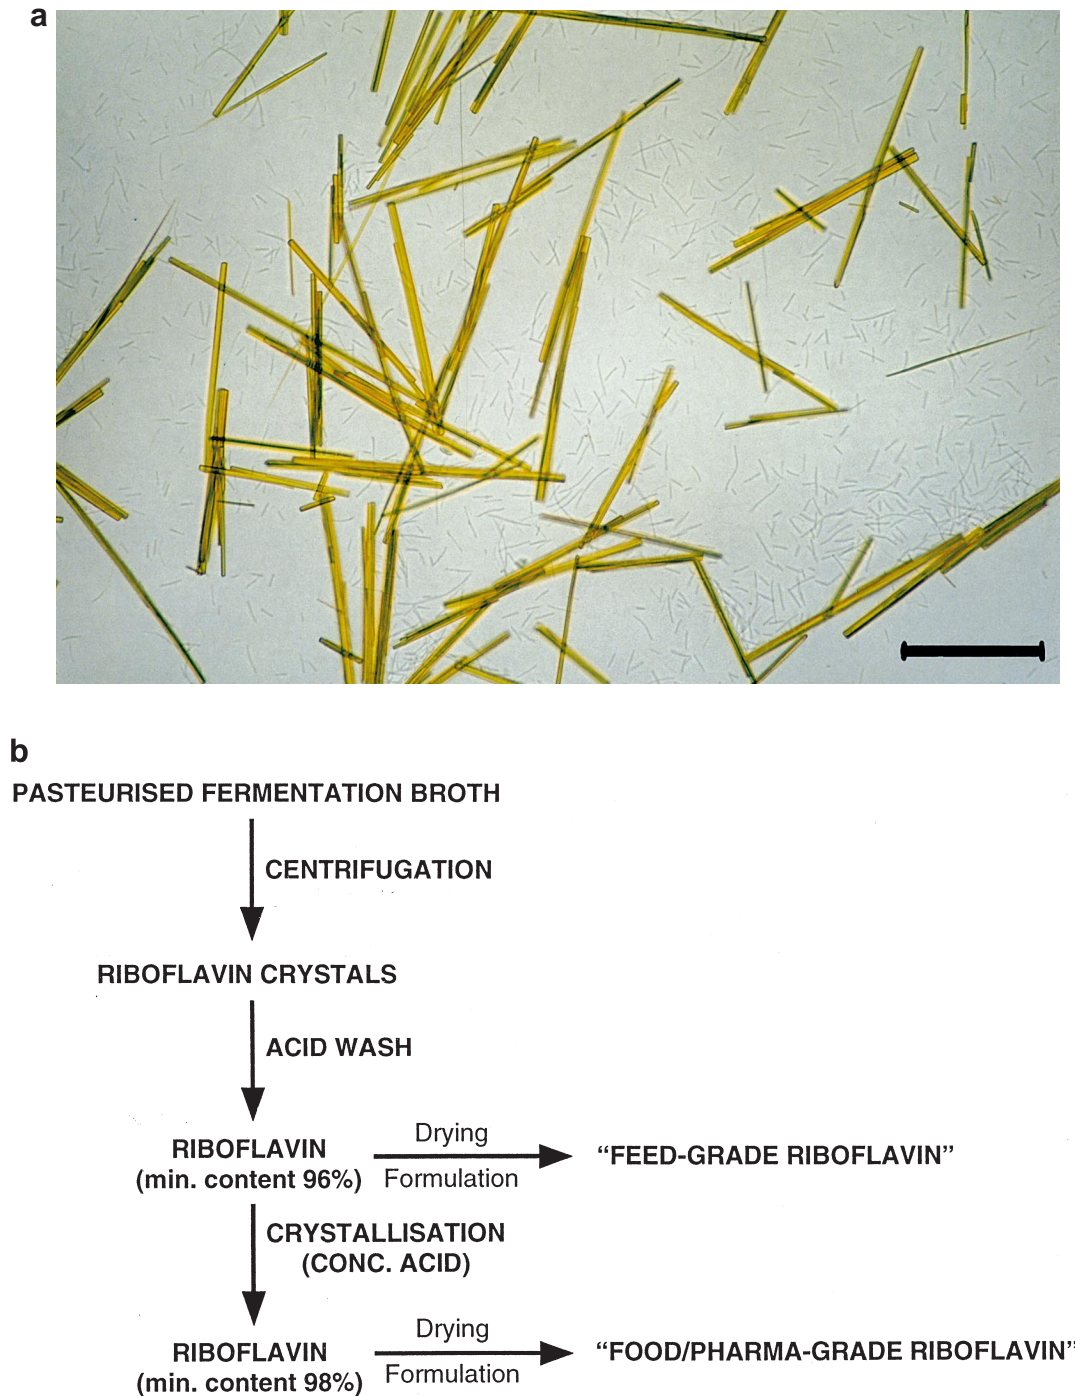 a
b
PASTEURISED FERMENTATION BROTH
CENTRIFUGATION
RIBOFLAVIN CRYSTALS
ACID WASH
RIBOFLAVIN
(min. content 96%)
Drying
Formulation
“FEED-GRADE RIBOFLAVIN”
CRYSTALLISATION
(CONC. ACID)
RIBOFLAVIN
(min. content 98%)
Drying
Formulation
“FOOD/PHARMA-GRADE RIBOFLAVIN”